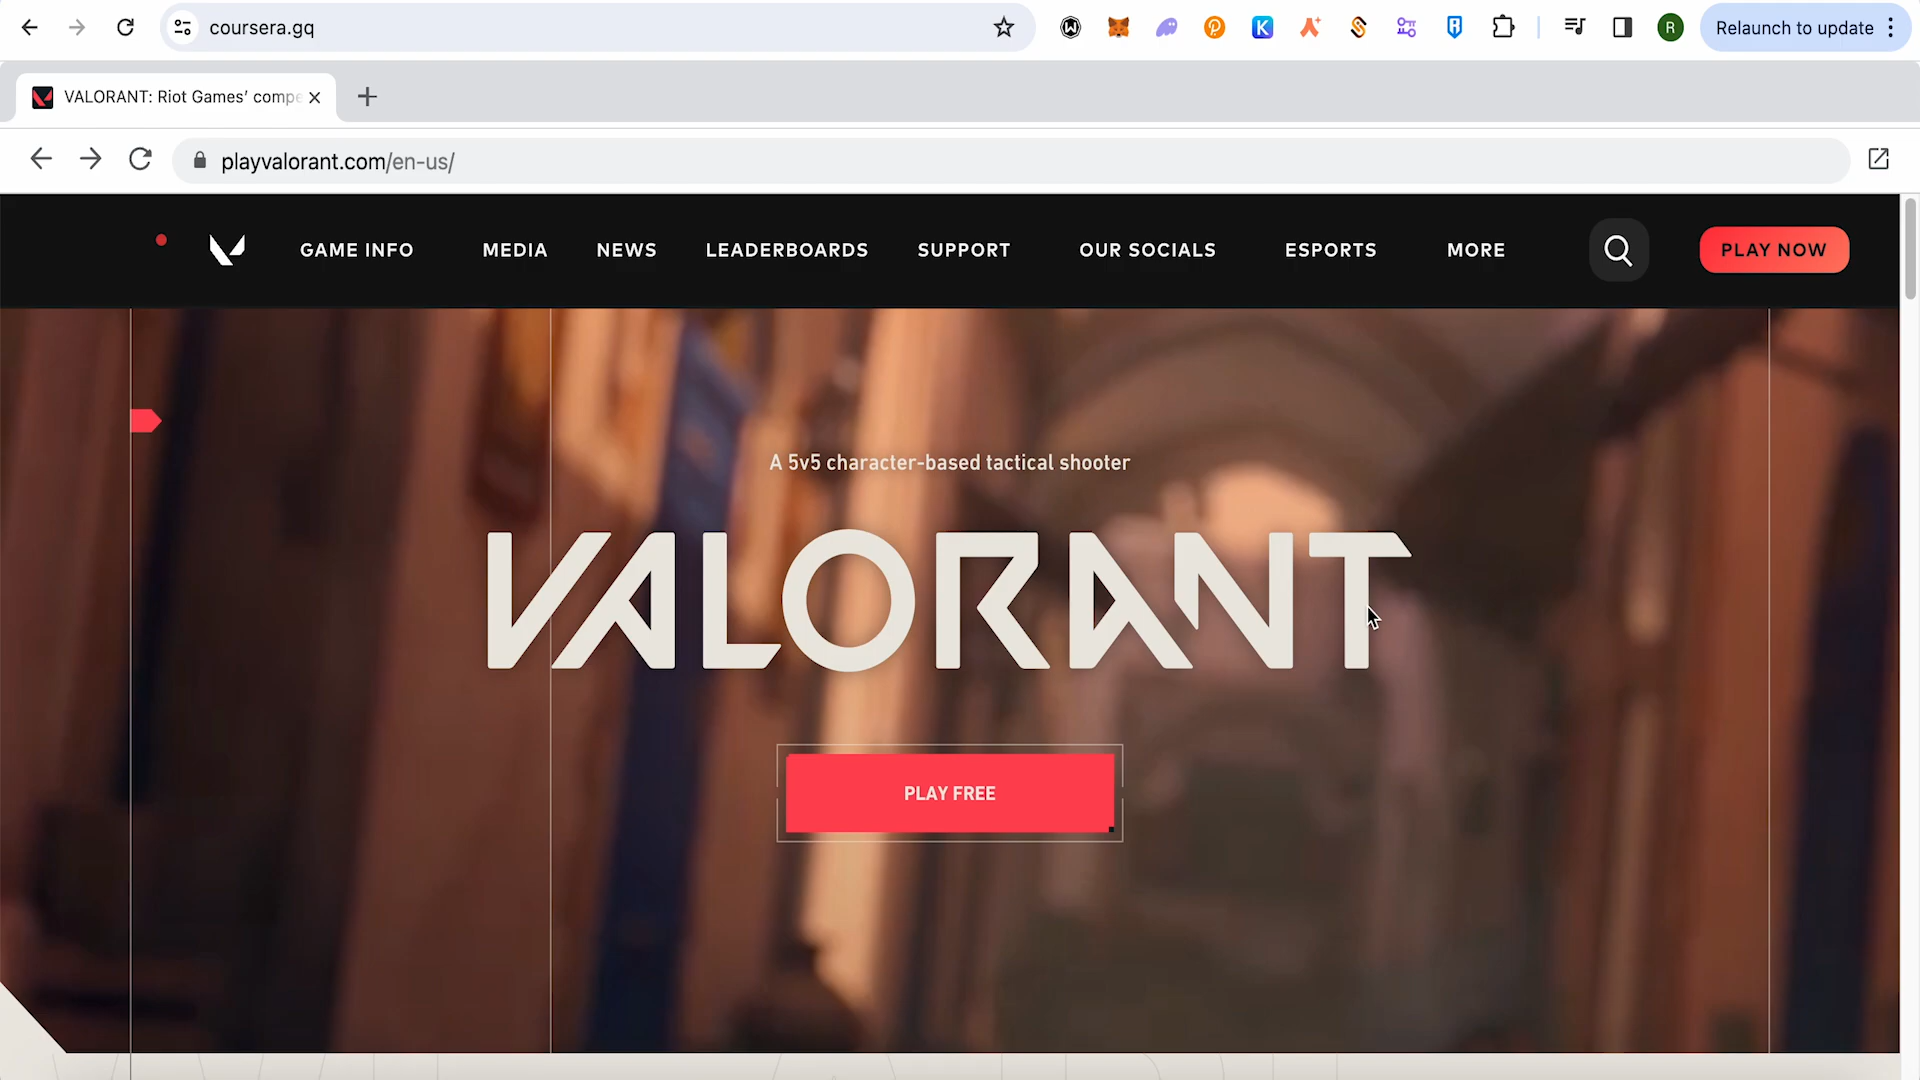 coursera.gq
R
Relaunch to update
VALORANT: Riot Games' compe
playvalorant.com/en-us/
GAME INFO
MEDIA
NEWS
LEADERBOARDS
SUPPORT
OUR SOCIALS
ESPORTS
MORE
PLAY NOW
A 5v5 character-based tactical shooter
VALORANT
PLAY FREE